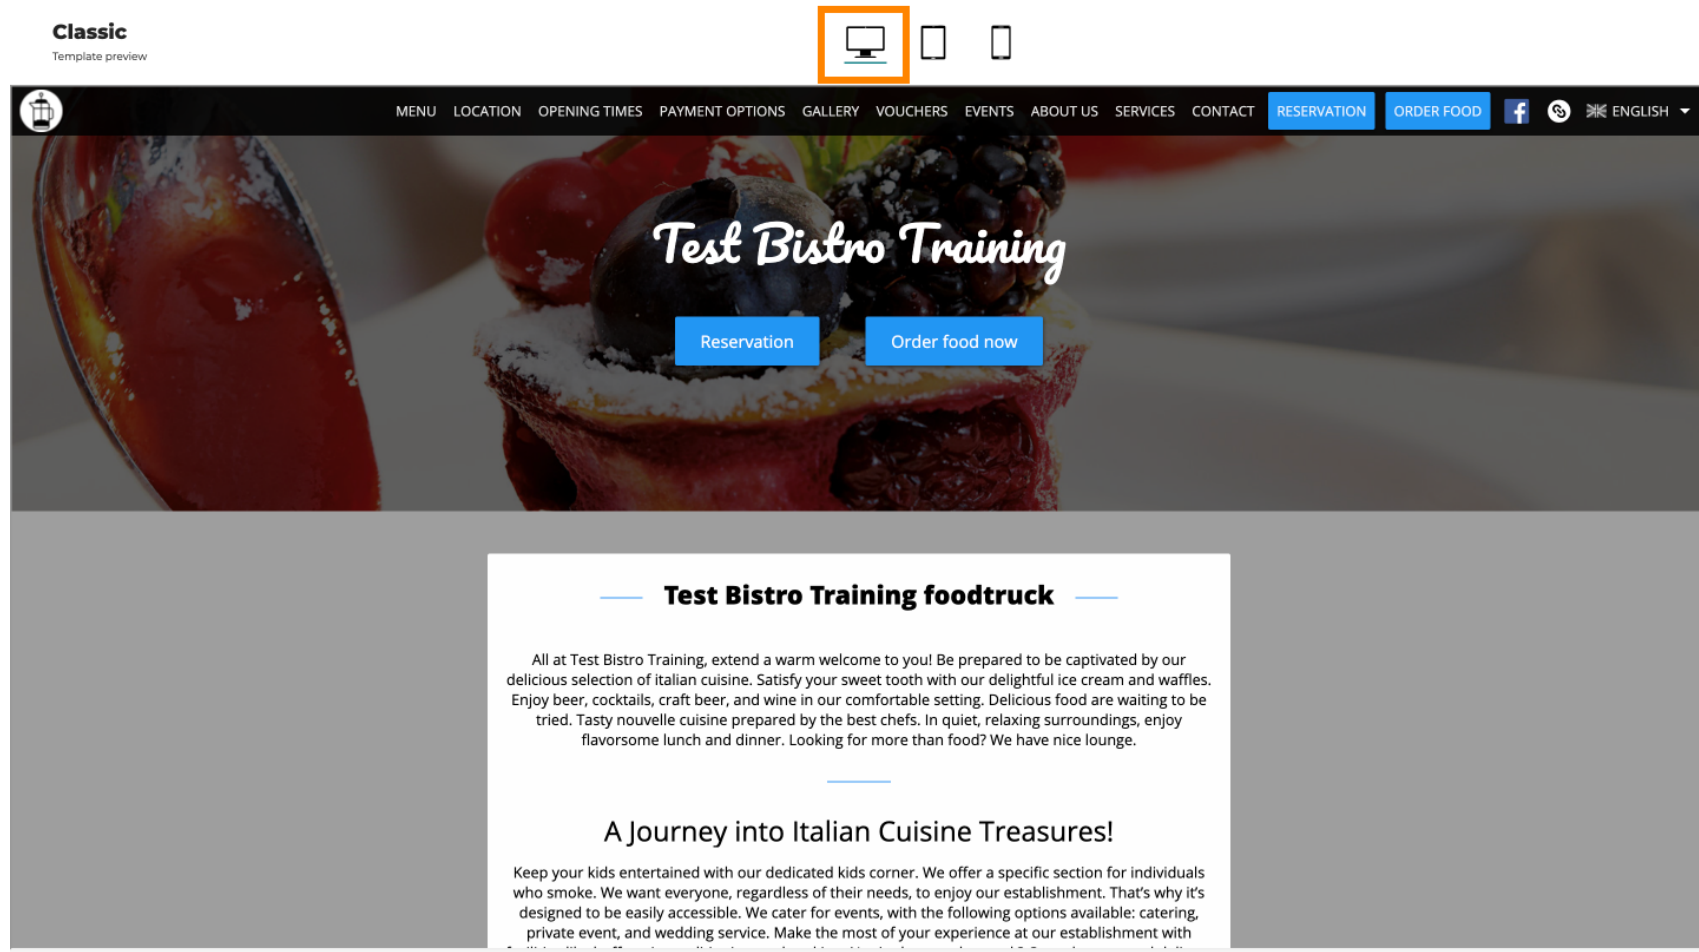 Classic
Template preview
MENU LOCATION OPENING TIMES PAYMENT OPTIONS GALLERY VOUCHERS EVENTS ABOUT US SERVICES CONTACT RESERVATION ORDER FOOD ENGLISH
Test Bistro Training
Reservation Order food now
Test Bistro Training foodtruck
All at Test Bistro Training, extend a warm welcome to you! Be prepared to be captivated by our
delicious selection of italian cuisine. Satisfy your sweet tooth with our delightful ice cream and waffles.
Enjoy beer, cocktails, craft beer, and wine in our comfortable setting. Delicious food are waiting to be
tried. Tasty nouvelle cuisine prepared by the best chefs. In quiet, relaxing surroundings, enjoy
flavorsome lunch and dinner. Looking for more than food? We have nice lounge.
A Journey into Italian Cuisine Treasures!
Keep your kids entertained with our dedicated kids corner. We offer a specific section for individuals
who smoke. We want everyone, regardless of their needs, to enjoy our establishment. That's why it's
designed to be easily accessible. We cater for events, with the following options available: catering,
private event, and wedding service. Make the most of your experience at our establishment with